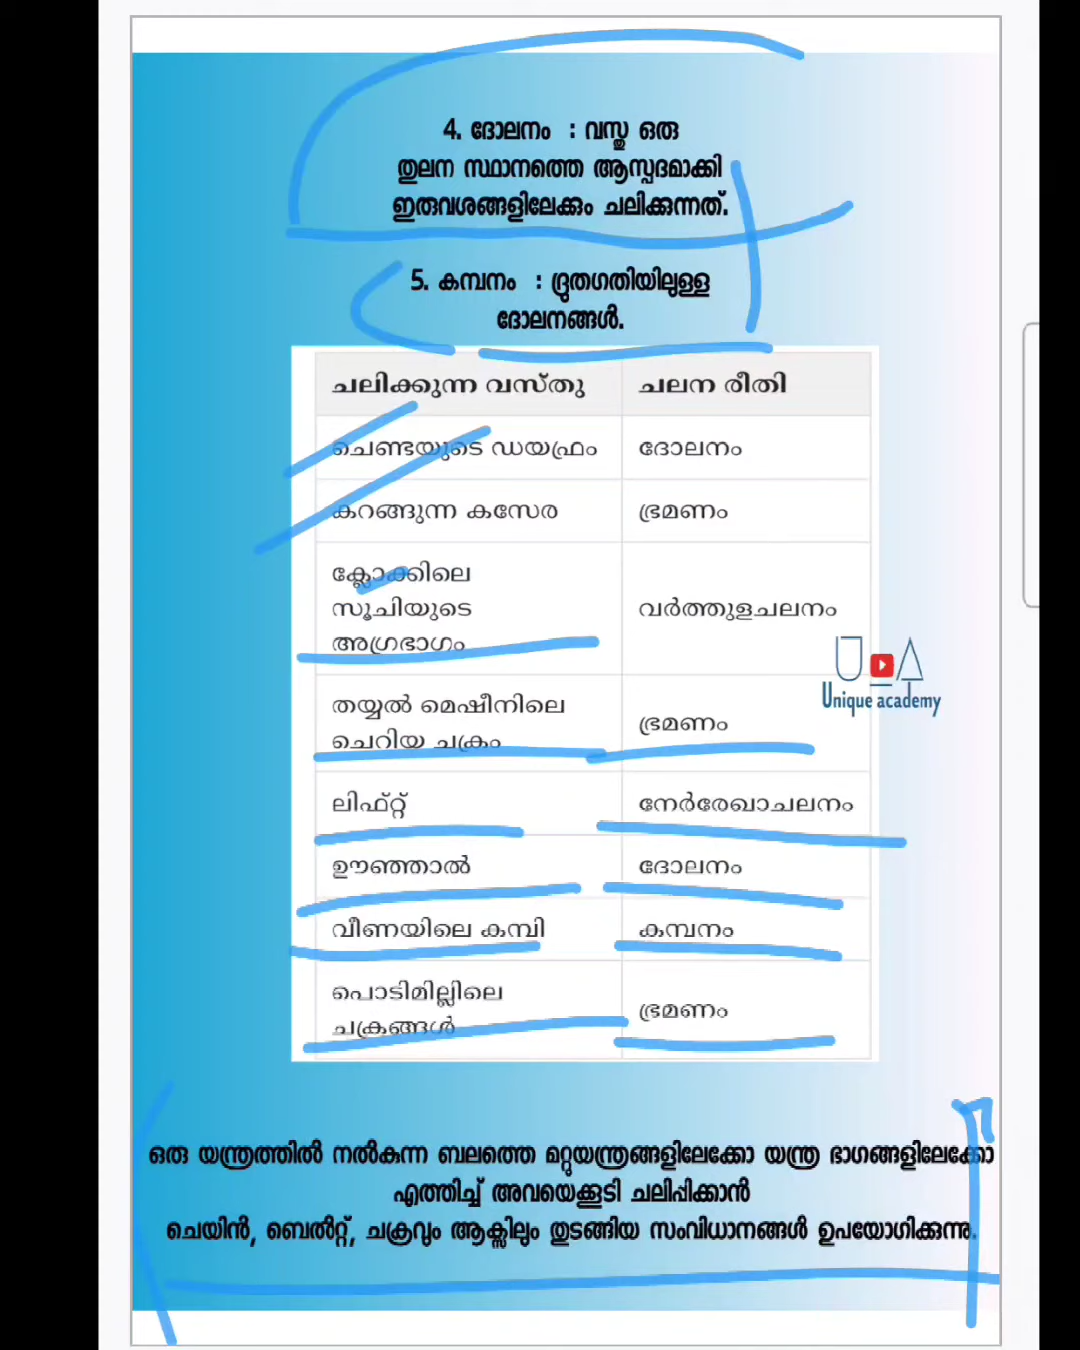 4. ദോലനം : വസ്തു ഒരു
തുലന സ്ഥാനത്തെ ആസ്പദമാക്കി
ഇരുവശങ്ങളിലേക്കും ചലിക്കുന്നത്.
5. കമ്പനം : ദ്രുതഗതിയിലുള്ള
ദോലനങ്ങൾ.
ചലിക്കുന്ന വസ്തു ചലന രീതി
ചെണ്ടയുടെ ഡയഫ്രം ദോലനം
കറങ്ങുന്ന കസേര ഭ്രമണം
ക്ലോക്കിലെ
സൂചിയുടെ വർത്തുളചലനം
അഗ്രഭാഗം
തയ്യൽ മെഷീനിലെ
ചെറിയ ചക്രം ഭ്രമണം
ലിഫ്റ്റ് നേർരേഖാചലനം
ഊഞ്ഞാൽ ദോലനം
വീണയിലെ കമ്പി കമ്പനം
പൊടിമില്ലിലെ
ചക്രങ്ങൾ ഭ്രമണം
Unique academy
ഒരു യന്ത്രത്തിൽ നൽകുന്ന ബലത്തെ മറ്റുയന്ത്രങ്ങളിലേക്കോ യന്ത്ര ഭാഗങ്ങളിലേക്കോ
എത്തിച്ച് അവയെക്കൂടി ചലിപ്പിക്കാൻ
ചെയിൻ, ബെൽറ്റ്, ചക്രവും ആക്സിലും തുടങ്ങിയ സംവിധാനങ്ങൾ ഉപയോഗിക്കുന്നു.